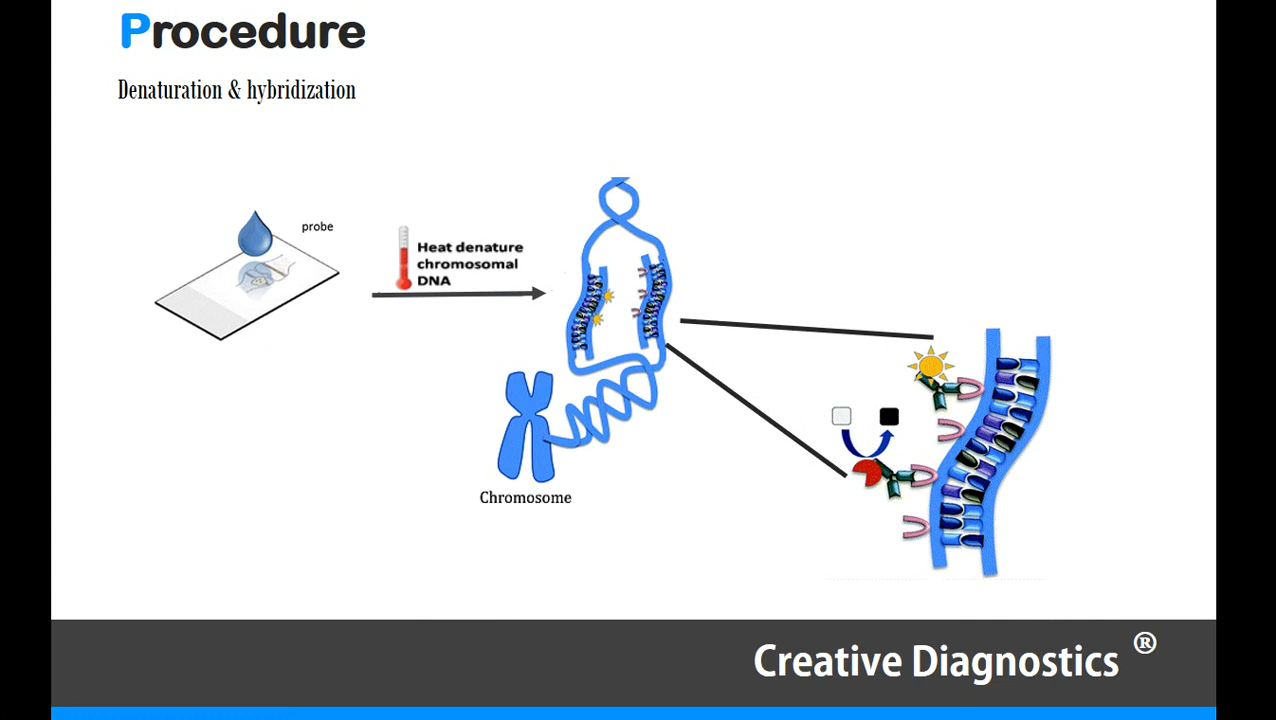 Procedure
Denaturation & hybridization
probe
Heat denature
chromosomal
DNA
Chromosome
Creative Diagnostics ®